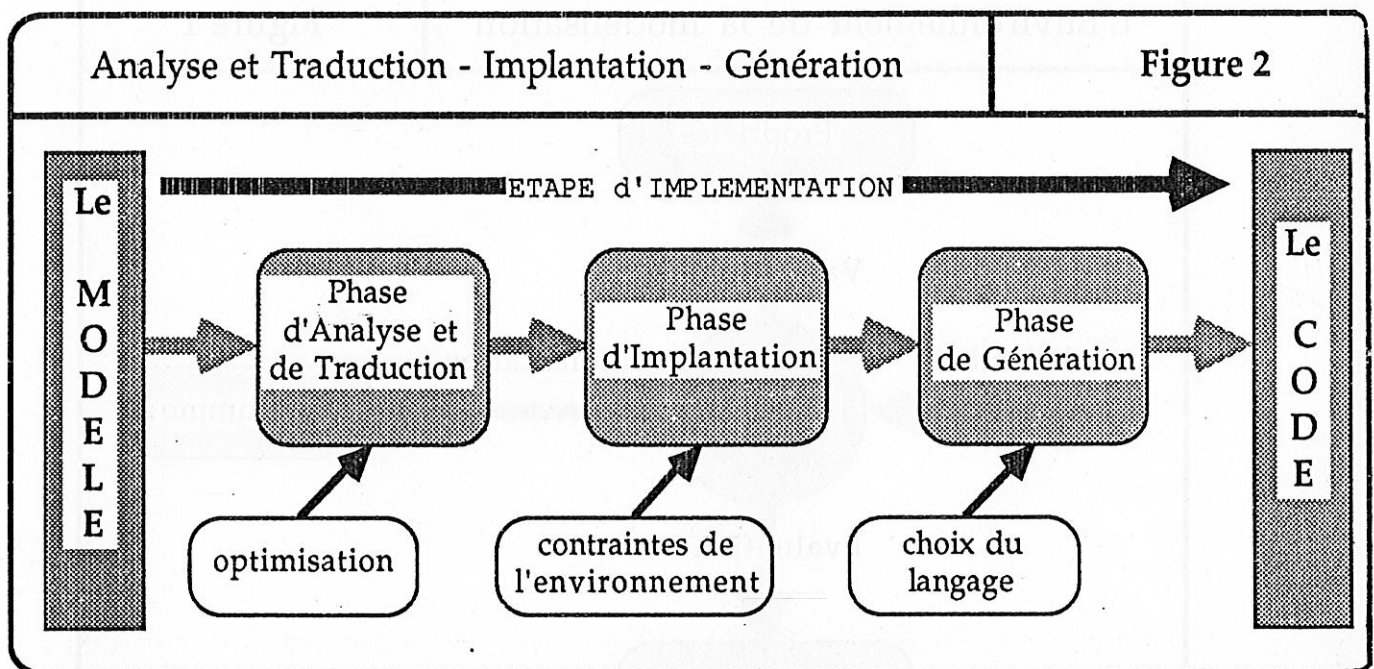 Analyse et Traduction - Implantation - Génération
Figure 2
ETAPE d'IMPLEMENTATION
Le
M
O
D
E
L
E
Phase
d'Analyse et
de Traduction
Phase
d'Implantation
Phase
de Génération
Le
C
O
D
E
optimisation
contraintes de
l'environnement
choix du
langage